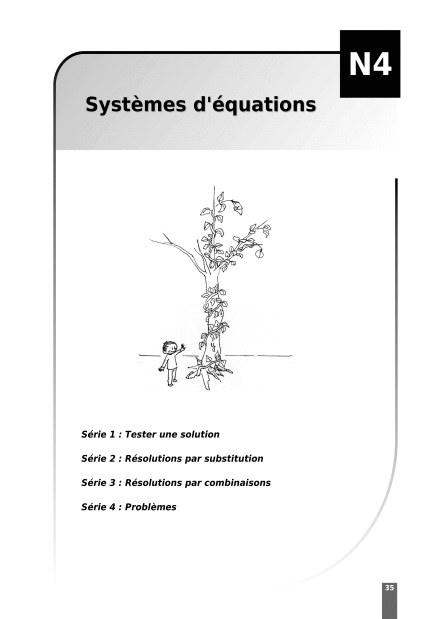 N4
Systèmes d'équations
Série 1 : Tester une solution
Série 2 : Résolutions par substitution
Série 3 : Résolutions par combinaisons
Série 4 : Problèmes
35